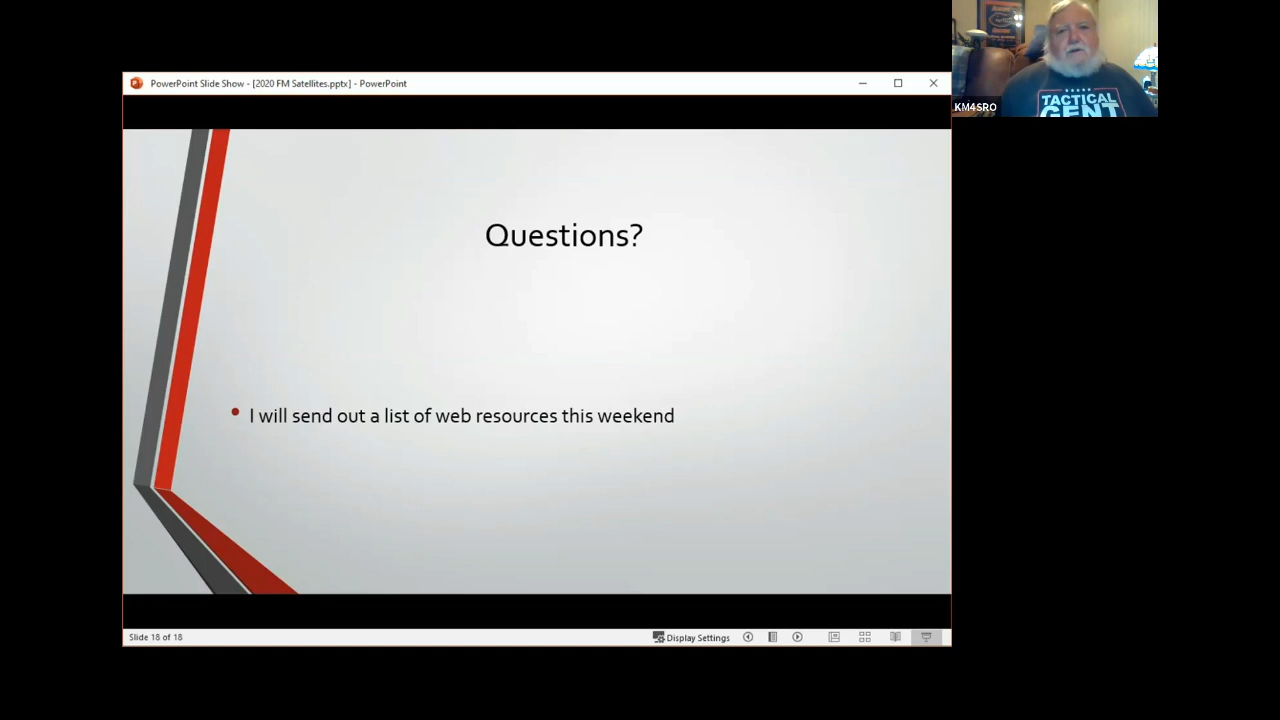 PowerPoint Slide Show - [2020 FM Satellites.pptx] - PowerPoint
KM4SRO
TACTICAL
GENT
Questions?
I will send out a list of web resources this weekend
Slide 18 of 18
Display Settings